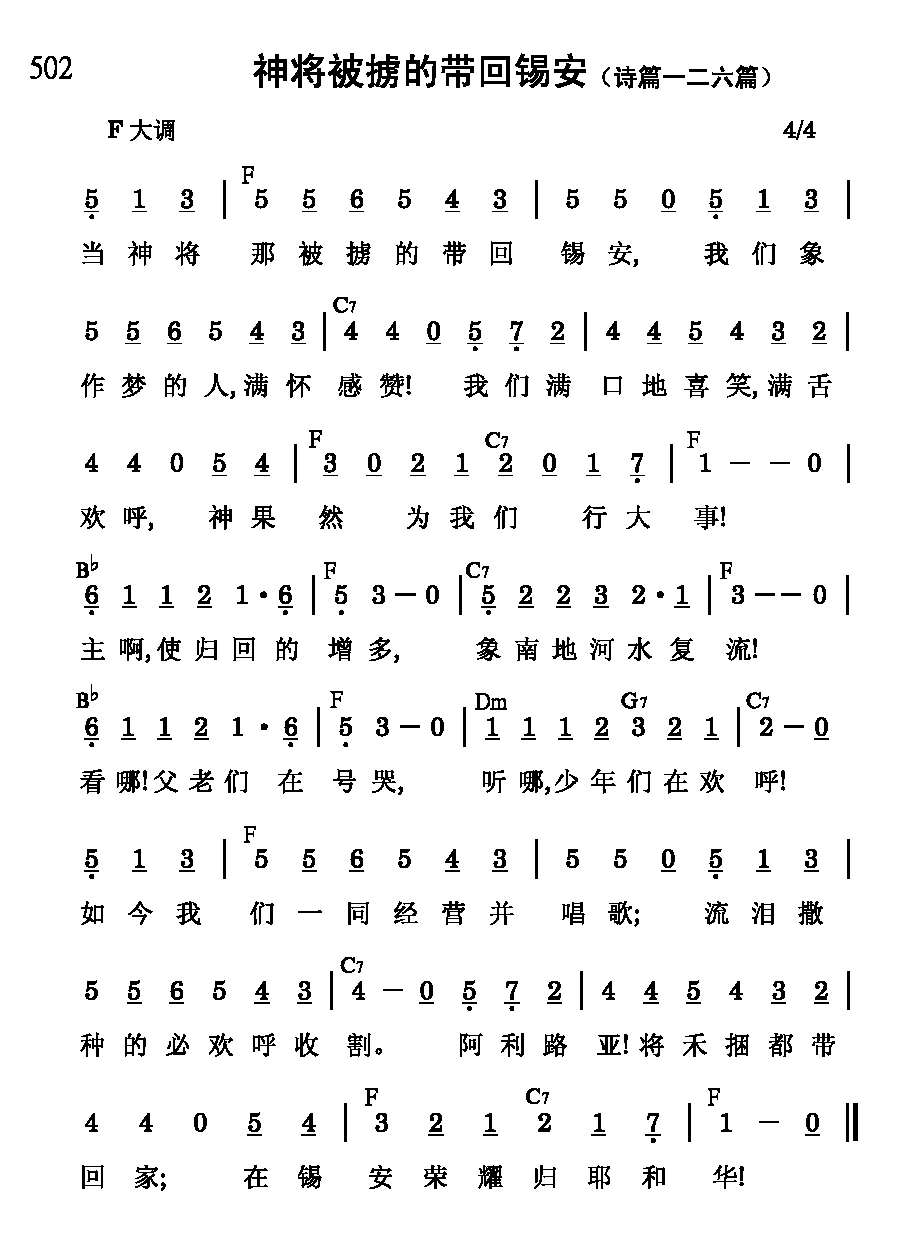 502 神将被掳的带回锡安（诗篇一二六篇）
F 大调 4/4
F
5̣ 1 3 | 5 5 6 5 4 3 | 5 5 0 5̣ 1 3 |
当神将 那被掳的带回 锡安, 我们象
C7
5 5 6 5 4 3 | 4 4 0 5̣ 7̣ 2 | 4 4 5 4 3 2 |
作梦的人,满怀 感赞! 我们满 口地喜笑,满舌
F C7 F
4 4 0 5 4 | 3 0 2 1 2 0 1 7̣ | 1 － － 0 |
欢呼, 神果 然 为我们 行大 事!
B♭ F C7 F
6̣ 1 1 2 1·6̣ | 5̣ 3 － 0 | 5̣ 2 2 3 2·1 | 3 －－ 0 |
主啊,使归回的 增多, 象南地河水复 流!
B♭ F Dm G7 C7
6̣ 1 1 2 1·6̣ | 5̣ 3 － 0 | 1 1 1 2 3 2 1 | 2 － 0
看哪!父老们在 号哭, 听哪,少年们在欢 呼!
F
5̣ 1 3 | 5 5 6 5 4 3 | 5 5 0 5̣ 1 3 |
如今我 们一同经营并 唱歌; 流泪撒
C7
5 5 6 5 4 3 | 4 － 0 5̣ 7̣ 2 | 4 4 5 4 3 2 |
种的必欢呼收 割。 阿利路 亚!将禾捆都带
F C7 F
4 4 0 5 4 | 3 2 1 2 1 7̣ | 1 － 0 ‖
回家; 在锡 安荣耀归耶和 华!